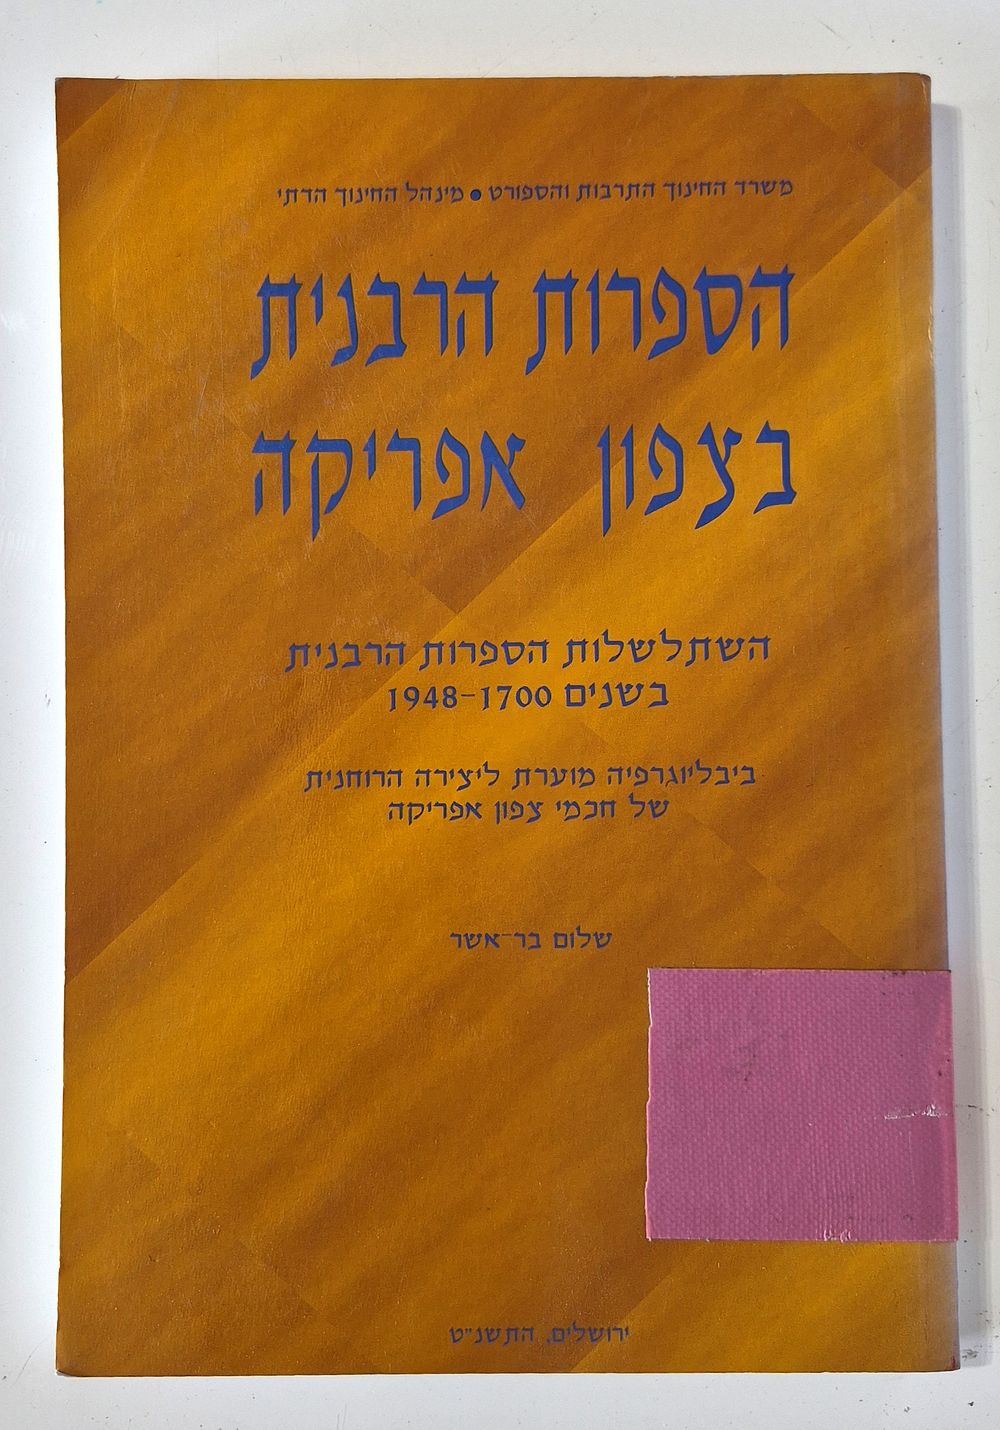 משרד החינוך התרבות והספורט • מינהל החינוך הדתי
הספרות הרבנית
בצפון אפריקה
השתלשלות הספרות הרבנית
בשנים 1700–1948
ביבליוגרפיה מוערת ליצירה הרוחנית
של חכמי צפון אפריקה
שלום בר־אשר
ירושלים, התשנ"ט